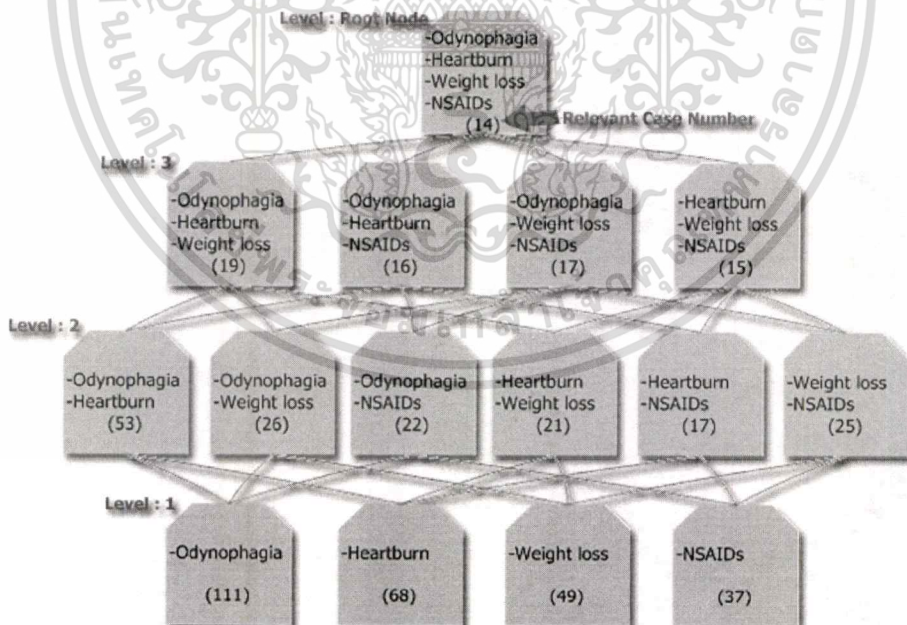 Level : Root Node
-Odynophagia
-Heartburn
-Weight loss
-NSAIDs
(14)
Relevant Case Number
Level : 3
-Odynophagia
-Heartburn
-Weight loss
(19)
-Odynophagia
-Heartburn
-NSAIDs
(16)
-Odynophagia
-Weight loss
-NSAIDs
(17)
-Heartburn
-Weight loss
-NSAIDs
(15)
Level : 2
-Odynophagia
-Heartburn
(53)
-Odynophagia
-Weight loss
(26)
-Odynophagia
-NSAIDs
(22)
-Heartburn
-Weight loss
(21)
-Heartburn
-NSAIDs
(17)
-Weight loss
-NSAIDs
(25)
Level : 1
-Odynophagia
(111)
-Heartburn
(68)
-Weight loss
(49)
-NSAIDs
(37)